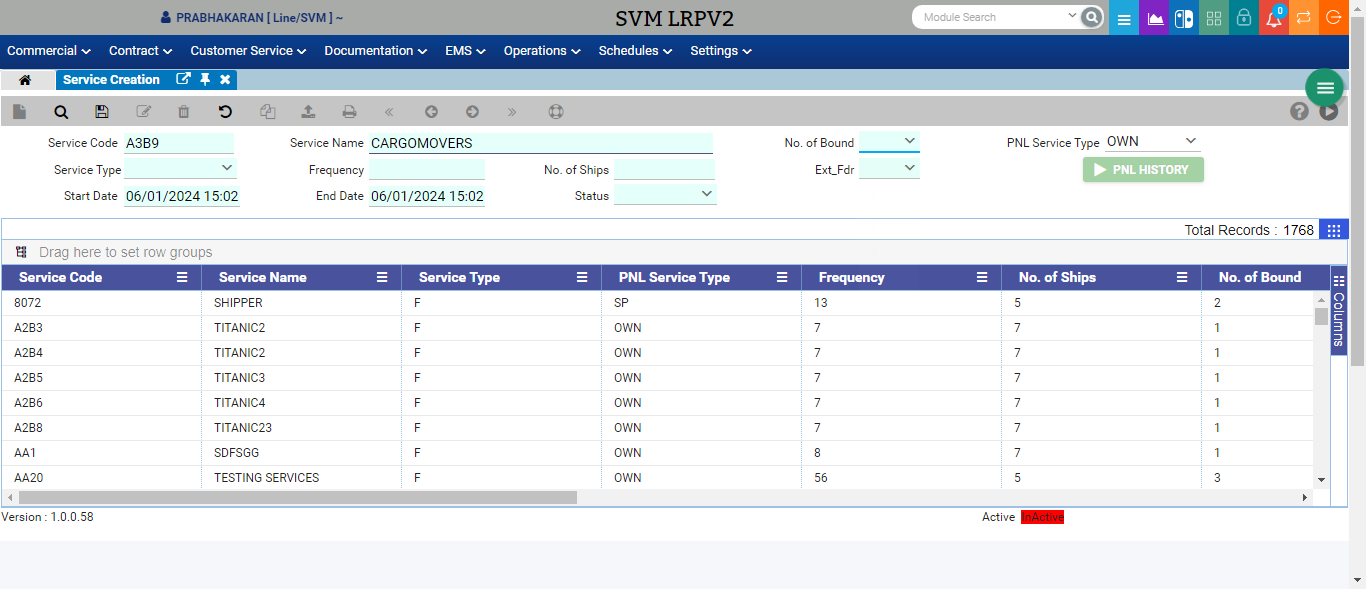 PRABHAKARAN [ Line/SVM ] ~
SVM LRPV2
Module Search
0
Commercial Contract Customer Service Documentation EMS Operations Schedules Settings
Service Creation
Service Code A3B9 Service Name CARGOMOVERS No. of Bound PNL Service Type OWN
Service Type Frequency No. of Ships Ext_Fdr PNL HISTORY
Start Date 06/01/2024 15:02 End Date 06/01/2024 15:02 Status
Total Records : 1768
Drag here to set row groups
Service Code Service Name Service Type PNL Service Type Frequency No. of Ships No. of Bound
8072 SHIPPER F SP 13 5 2
A2B3 TITANIC2 F OWN 7 7 1
A2B4 TITANIC2 F OWN 7 7 1
A2B5 TITANIC3 F OWN 7 7 1
A2B6 TITANIC4 F OWN 7 7 1
A2B8 TITANIC23 F OWN 7 7 1
AA1 SDFSGG F OWN 8 7 1
AA20 TESTING SERVICES F OWN 56 5 3
Columns
Version : 1.0.0.58
Active InActive